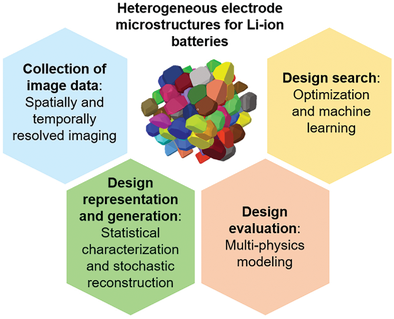 Heterogeneous electrode
microstructures for Li-ion
batteries
Collection of
image data:
Spatially and
temporally
resolved imaging
Design
representation
and generation:
Statistical
characterization
and stochastic
reconstruction
Design
evaluation:
Multi-physics
modeling
Design search:
Optimization
and machine
learning